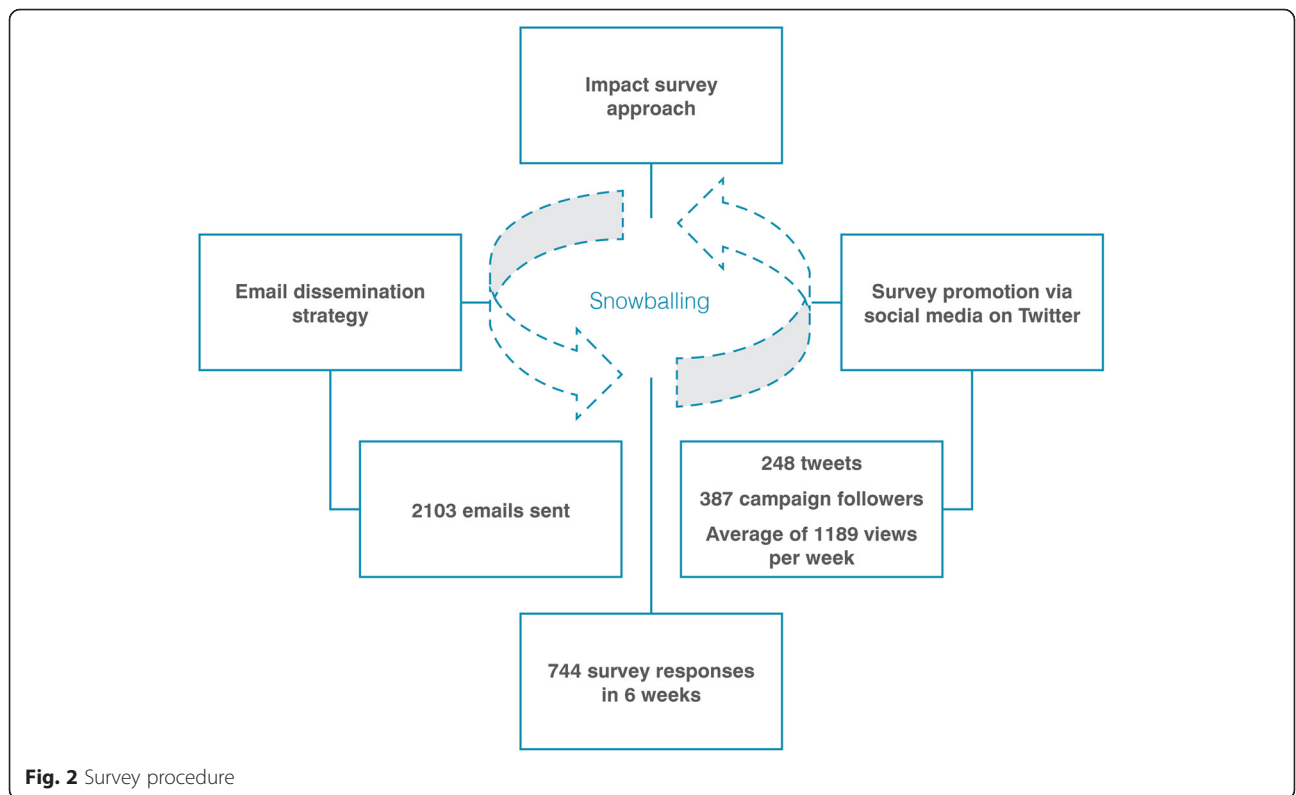 Impact survey
approach
Email dissemination
strategy
Snowballing
Survey promotion via
social media on Twitter
2103 emails sent
248 tweets
387 campaign followers
Average of 1189 views
per week
744 survey responses
in 6 weeks
Fig. 2 Survey procedure